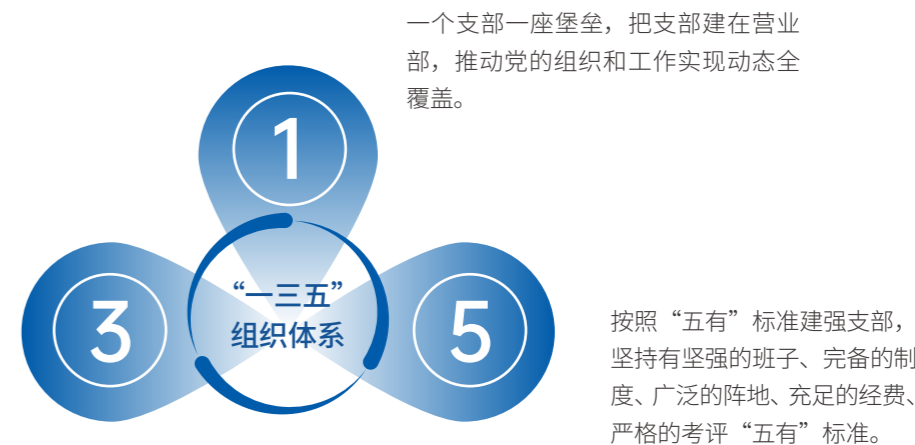 一个支部一座堡垒，把支部建在营业
部，推动党的组织和工作实现动态全
覆盖。
1
“一三五”
组织体系
3
5
按照“五有”标准建强支部，
坚持有坚强的班子、完备的制
度、广泛的阵地、充足的经费、
严格的考评“五有”标准。